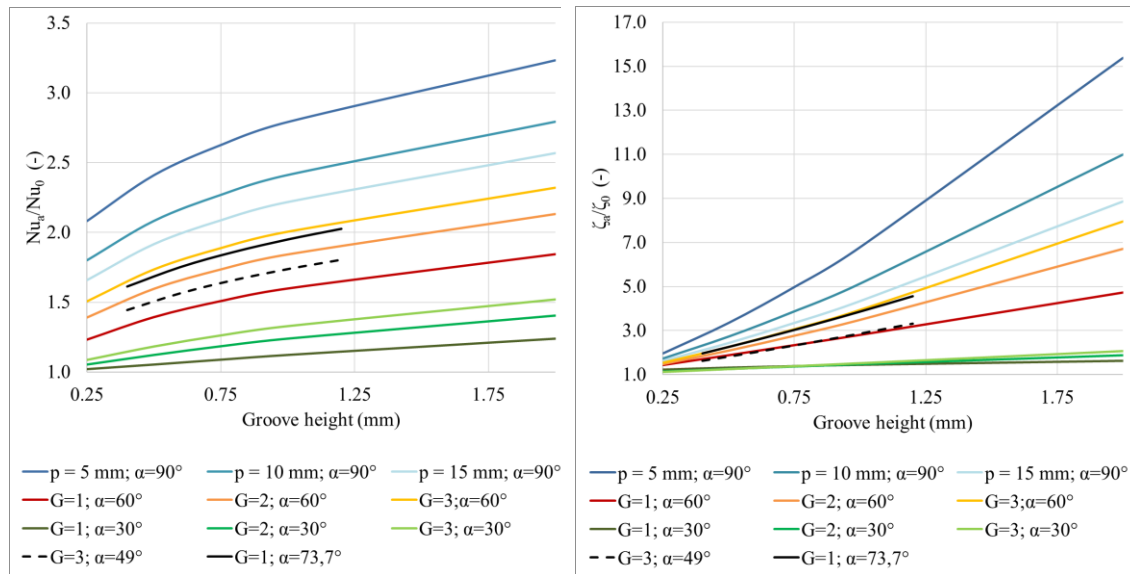 3.5
3.0
2.5
2.0
1.5
1.0
Nuₐ/Nu₀ (-)
0.25 0.75 1.25 1.75
Groove height (mm)
p = 5 mm; α=90° p = 10 mm; α=90° p = 15 mm; α=90°
G=1; α=60° G=2; α=60° G=3;α=60°
G=1; α=30° G=2; α=30° G=3; α=30°
G=3; α=49° G=1; α=73,7°
17.0
15.0
13.0
11.0
9.0
7.0
5.0
3.0
1.0
ζₐ/ζ₀ (-)
0.25 0.75 1.25 1.75
Groove height (mm)
p = 5 mm; α=90° p = 10 mm; α=90° p = 15 mm; α=90°
G=1; α=60° G=2; α=60° G=3;α=60°
G=1; α=30° G=2; α=30° G=3; α=30°
G=3; α=49° G=1; α=73,7°